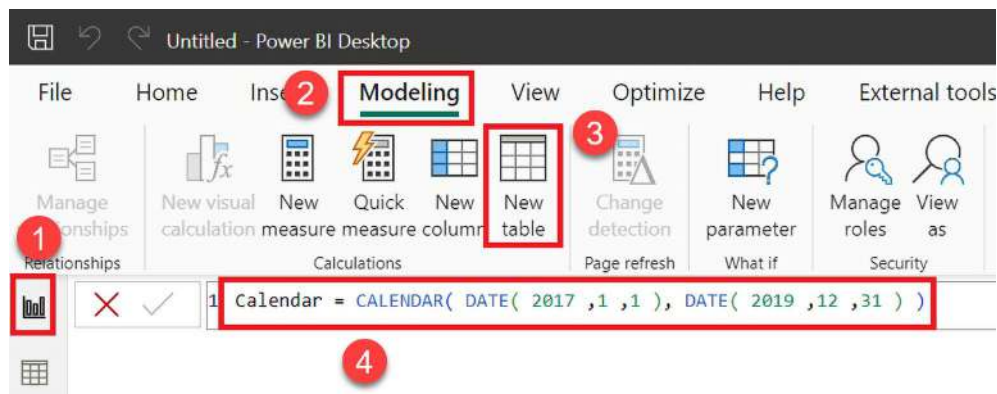 Untitled - Power BI Desktop
File Home Inse 2 Modeling View Optimize Help External tools
3
Manage
New visual
calculation
New
measure
Quick
measure
New
column
New
table
Change
detection
New
parameter
Manage
roles
View
as
1
Relationships Calculations Page refresh What if Security
1 Calendar = CALENDAR( DATE( 2017 ,1 ,1 ), DATE( 2019 ,12 ,31 ) )
4